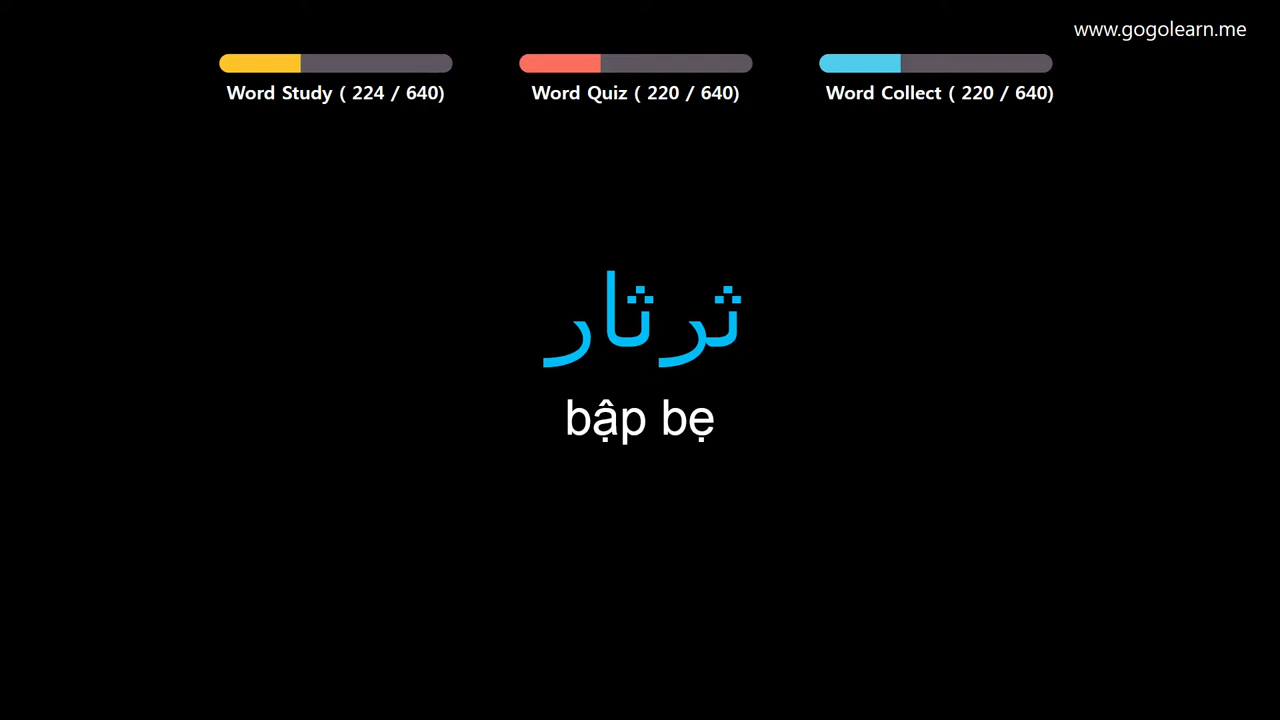 www.gogolearn.me
Word Study ( 224 / 640)
Word Quiz ( 220 / 640)
Word Collect ( 220 / 640)
ثرثار
bập bẹ